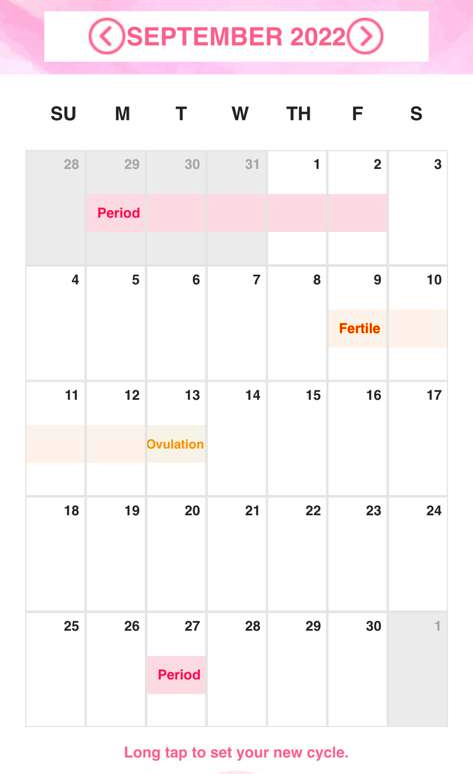 SEPTEMBER 2022
SU M T W TH F S
28 29 30 31 1 2 3
Period
4 5 6 7 8 9 10
Fertile
11 12 13 14 15 16 17
Ovulation
18 19 20 21 22 23 24
25 26 27 28 29 30 1
Period
Long tap to set your new cycle.